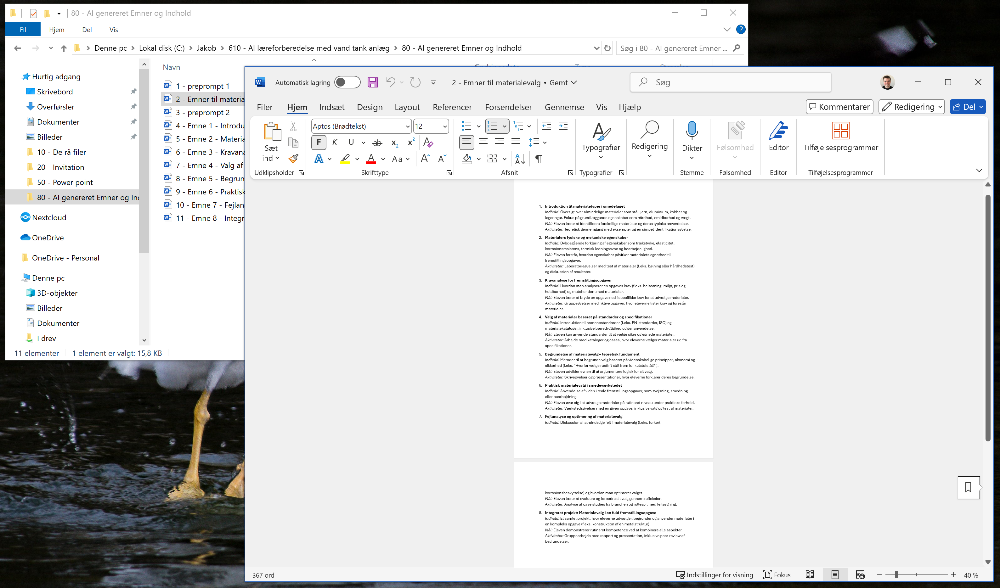 80 - AI genereret Emner og Indhold
Fil Hjem Del Vis
Denne pc Lokal disk (C:) Jakob 610 - AI læreforberedelse med vand tank anlæg 80 - AI genereret Emner og Indhold
Søg i 80 - AI genereret Emner ...
Hurtig adgang
Skrivebord
Overførsler
Dokumenter
Billeder
10 - De rå filer
20 - Invitation
50 - Power point
80 - AI genereret Emner og Ind
Nextcloud
OneDrive
OneDrive - Personal
Denne pc
3D-objekter
Billeder
Dokumenter
I drev
Navn
1 - preprompt 1
2 - Emner til materia
3 - preprompt 2
4 - Emne 1 - Introdu
5 - Emne 2 - Materia
6 - Emne 3 - Kravana
7 - Emne 4 - Valg af
8 - Emne 5 - Begrun
9 - Emne 6 - Praktisk
10 - Emne 7 - Fejlan
11 - Emne 8 - Integr
11 elementer 1 element er valgt: 15,8 KB
Automatisk lagring
2 - Emner til materialevalg • Gemt
Søg
Filer Hjem Indsæt Design Layout Referencer Forsendelser Gennemse Vis Hjælp
Kommentarer Redigering Del
Sæt
ind
Udklipsholder
Aptos (Brødtekst) 12
F K U ab x₂ x² A
A A Aa A A
Skrifttype
Afsnit
Typografier
Typografier
Redigering
Dikter
Stemme
Følsomhed
Følsomhed
Editor
Editor
Tilføjelsesprogrammer
Tilføjelsesprogrammer
1. Introduktion til materialetyper i smedefaget
Indhold: Oversigt over almindelige materialer som stål, jern, aluminium, kobber og
legeringer. Fokus på grundlæggende egenskaber som hårdhed, smidbarhed og vægt.
Mål: Eleven lærer at identificere forskellige materialer og deres typiske anvendelser.
Aktiviteter: Teoretisk gennemgang med eksempler og en simpel identifikationsøvelse.
2. Materialers fysiske og mekaniske egenskaber
Indhold: Dybdegående forklaring af egenskaber som trækstyrke, elasticitet,
korrosionsresistens, termisk ledningsevne og bearbejdelighed.
Mål: Eleven forstår, hvordan egenskaber påvirker materialets egnethed til
fremstillingsopgaver.
Aktiviteter: Laboratorieøvelser med test af materialer (f.eks. bøjning eller hårdhedstest)
og diskussion af resultater.
3. Kravanalyse for fremstillingsopgaver
Indhold: Hvordan man analyserer en opgaves krav (f.eks. belastning, miljø, pris og
holdbarhed) og matcher dem med materialer.
Mål: Eleven lærer at bryde en opgave ned i specifikke krav for at udvælge materialer.
Aktiviteter: Gruppeøvelser med fiktive opgaver, hvor eleverne lister krav og foreslår
materialer.
4. Valg af materialer baseret på standarder og specifikationer
Indhold: Introduktion til branchestandarder (f.eks. EN-standarder, ISO) og
materialekataloger, inklusive bæredygtighed og genanvendelse.
Mål: Eleven kan anvende standarder til at vælge sikre og egnede materialer.
Aktiviteter: Arbejde med kataloger og cases, hvor eleverne vælger materialer ud fra
specifikationer.
5. Begrundelse af materialevalg – teoretisk fundament
Indhold: Metoder til at begrunde valg baseret på videnskabelige principper, økonomi og
sikkerhed (f.eks. "Hvorfor vælge rustfrit stål frem for kulstofstål?").
Mål: Eleven udvikler evnen til at argumentere logisk for sit valg.
Aktiviteter: Skriveøvelser og præsentationer, hvor eleverne forklarer deres begrundelse.
6. Praktisk materialevalg i smedeværkstedet
Indhold: Anvendelse af viden i reale fremstillingsopgaver, som svejsning, smedning
eller bearbejdning.
Mål: Eleven øver sig i at udvælge materialer på rutineret niveau under praktiske forhold.
Aktiviteter: Værkstedsøvelser med en given opgave, inklusive valg og test af materialer.
7. Fejlanalyse og optimering af materialevalg
Indhold: Diskussion af almindelige fejl i materialevalg (f.eks. forkert
korrosionsbeskyttelse) og hvordan man optimerer valget.
Mål: Eleven lærer at evaluere og forbedre sit valg gennem refleksion.
Aktiviteter: Analyse af case studies fra branchen og rollespil med fejlsøgning.
8. Integreret projekt: Materialevalg i en fuld fremstillingsopgave
Indhold: Et samlet projekt, hvor eleverne udvælger, begrunder og anvender materialer i
en kompleks opgave (f.eks. konstruktion af en metalstruktur).
Mål: Eleven demonstrerer rutineret kompetence ved at kombinere alle aspekter.
Aktiviteter: Gruppearbejde med rapport og præsentation, inklusive peer-review af
begrundelser.
367 ord
Indstillinger for visning Fokus 40 %